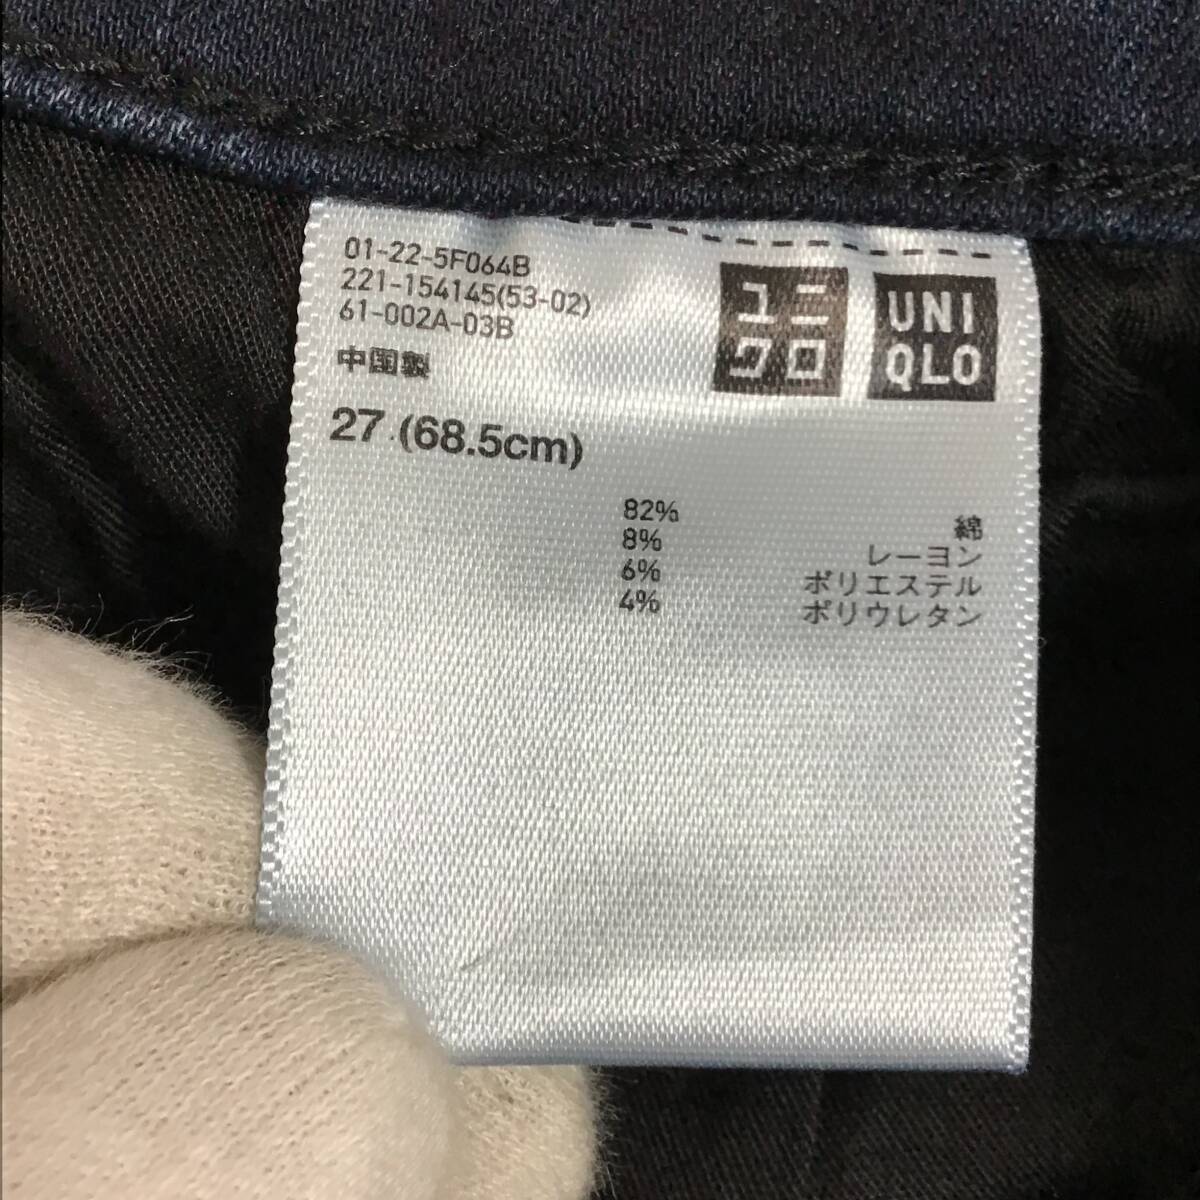 01-22-5F064B
221-154145(53-02)
61-002A-03B
中国製
ユニ
クロ
UNI
QLO
27 (68.5cm)
82% 綿
8% レーヨン
6% ポリエステル
4% ポリウレタン